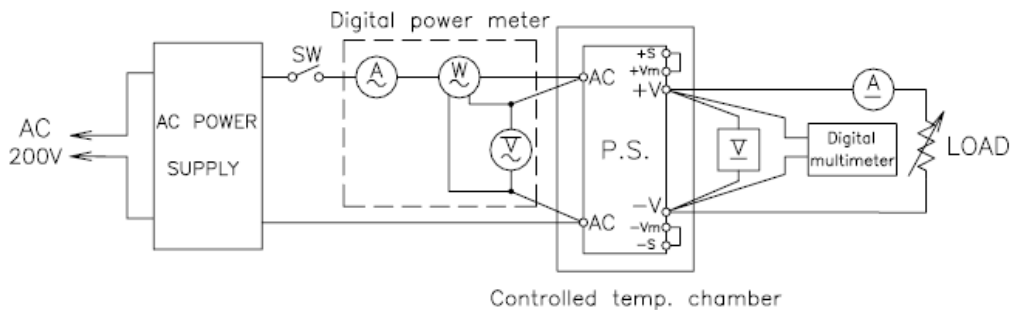 Digital power meter
SW
A
W
V
AC
200V
AC POWER
SUPPLY
AC
AC
P.S.
+S
+Vm
+V
-V
-Vm
-S
V
A
Digital
multimeter
LOAD
Controlled temp. chamber